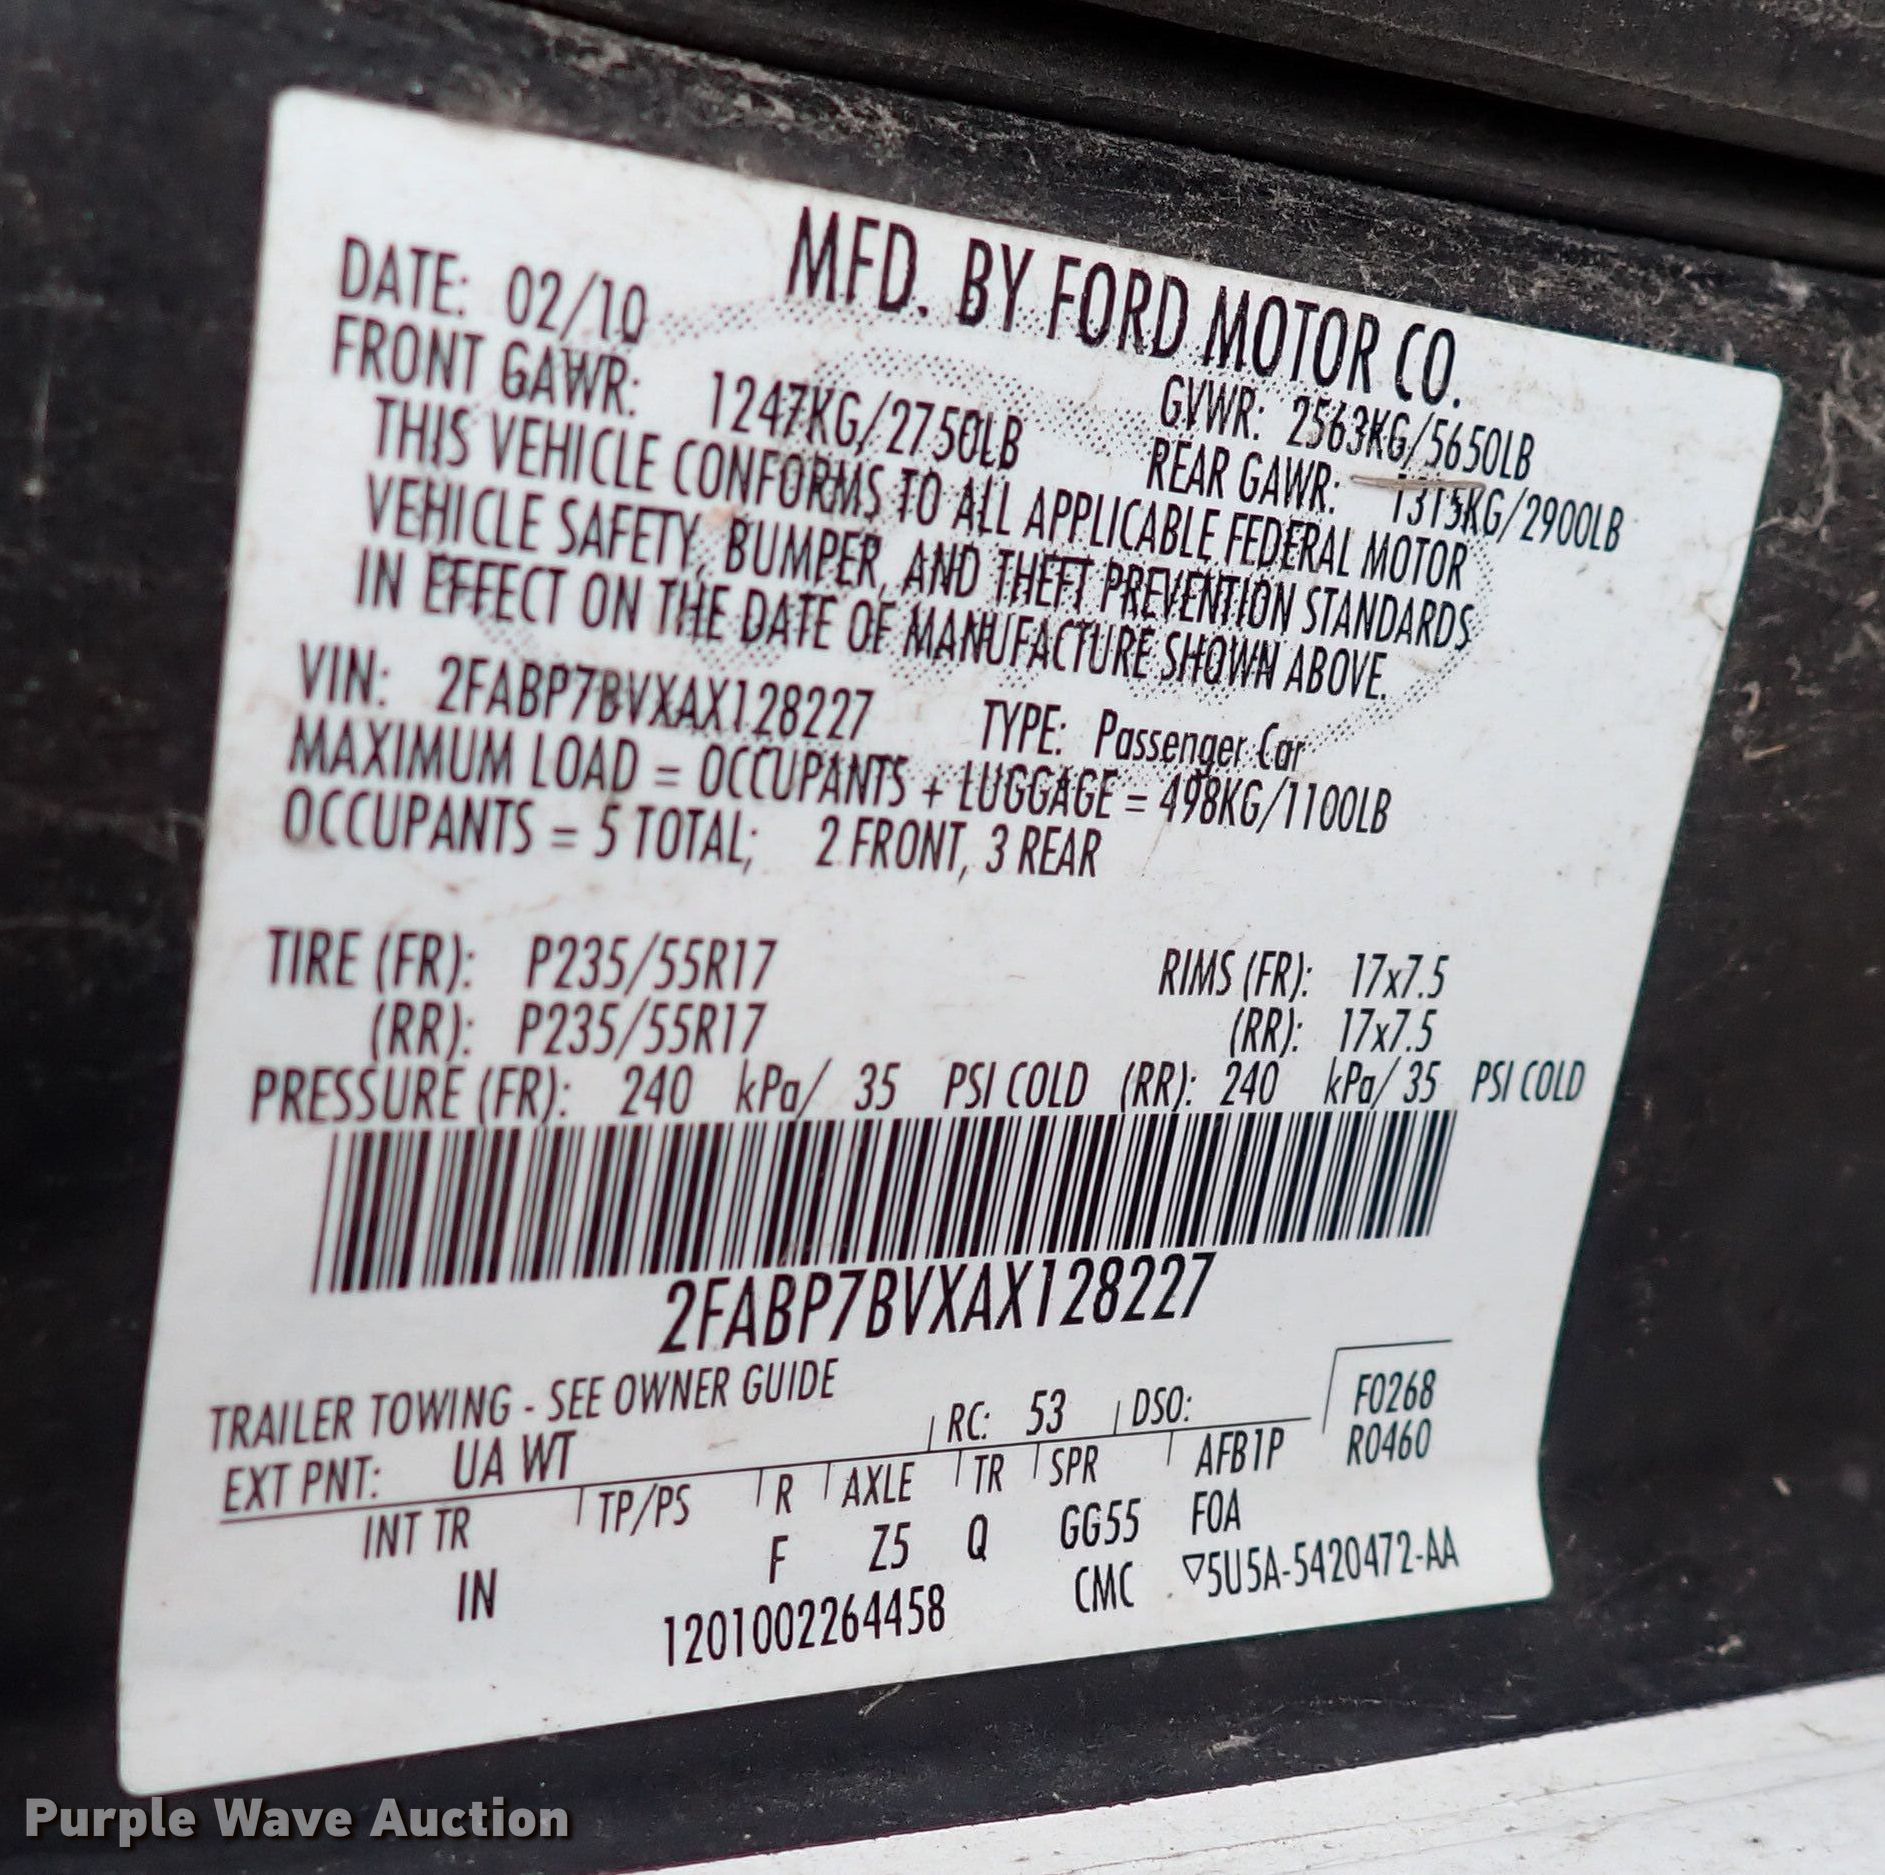 MFD. BY FORD MOTOR CO.
DATE: 02/10 GVWR: 2563KG/5650LB
FRONT GAWR: 1247KG/2750LB REAR GAWR: 1315KG/2900LB
THIS VEHICLE CONFORMS TO ALL APPLICABLE FEDERAL MOTOR
VEHICLE SAFETY, BUMPER, AND THEFT PREVENTION STANDARDS
IN EFFECT ON THE DATE OF MANUFACTURE SHOWN ABOVE.
VIN: 2FABP7BVXAX128227 TYPE: Passenger Car
MAXIMUM LOAD = OCCUPANTS + LUGGAGE = 498KG/1100LB
OCCUPANTS = 5 TOTAL; 2 FRONT, 3 REAR
TIRE (FR): P235/55R17 RIMS (FR): 17x7.5
(RR): P235/55R17 (RR): 17x7.5
PRESSURE (FR): 240 kPa/ 35 PSI COLD (RR): 240 kPa/ 35 PSI COLD
2FABP7BVXAX128227
TRAILER TOWING - SEE OWNER GUIDE
EXT PNT: UA WT RC: 53 DSO: F0268
INT TR TP/PS R AXLE TR SPR AFB1P R0460
IN F Z5 Q GG55 FOA
1201002264458 CMC ▽5U5A-5420472-AA
Purple Wave Auction